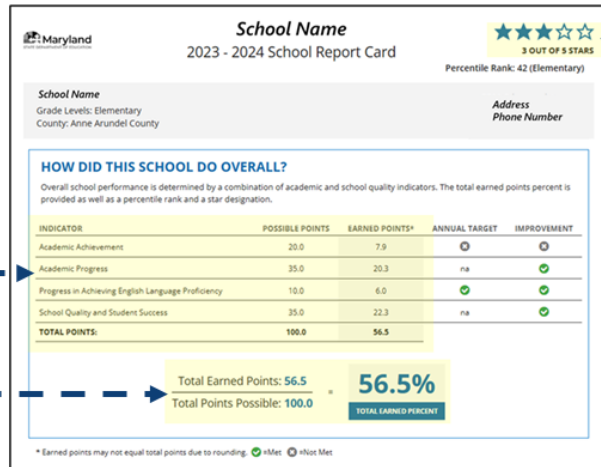 Maryland
STATE DEPARTMENT OF EDUCATION
School Name
2023 - 2024 School Report Card
3 OUT OF 5 STARS
Percentile Rank: 42 (Elementary)
School Name
Grade Levels: Elementary
County: Anne Arundel County
Address
Phone Number
HOW DID THIS SCHOOL DO OVERALL?
Overall school performance is determined by a combination of academic and school quality indicators. The total earned points percent is
provided as well as a percentile rank and a star designation.
INDICATOR POSSIBLE POINTS EARNED POINTS* ANNUAL TARGET IMPROVEMENT
Academic Achievement 20.0 7.9
Academic Progress 35.0 20.3 na
Progress in Achieving English Language Proficiency 10.0 6.0
School Quality and Student Success 35.0 22.3 na
TOTAL POINTS: 100.0 56.5
Total Earned Points: 56.5
Total Points Possible: 100.0
=
56.5%
TOTAL EARNED PERCENT
* Earned points may not equal total points due to rounding. =Met =Not Met